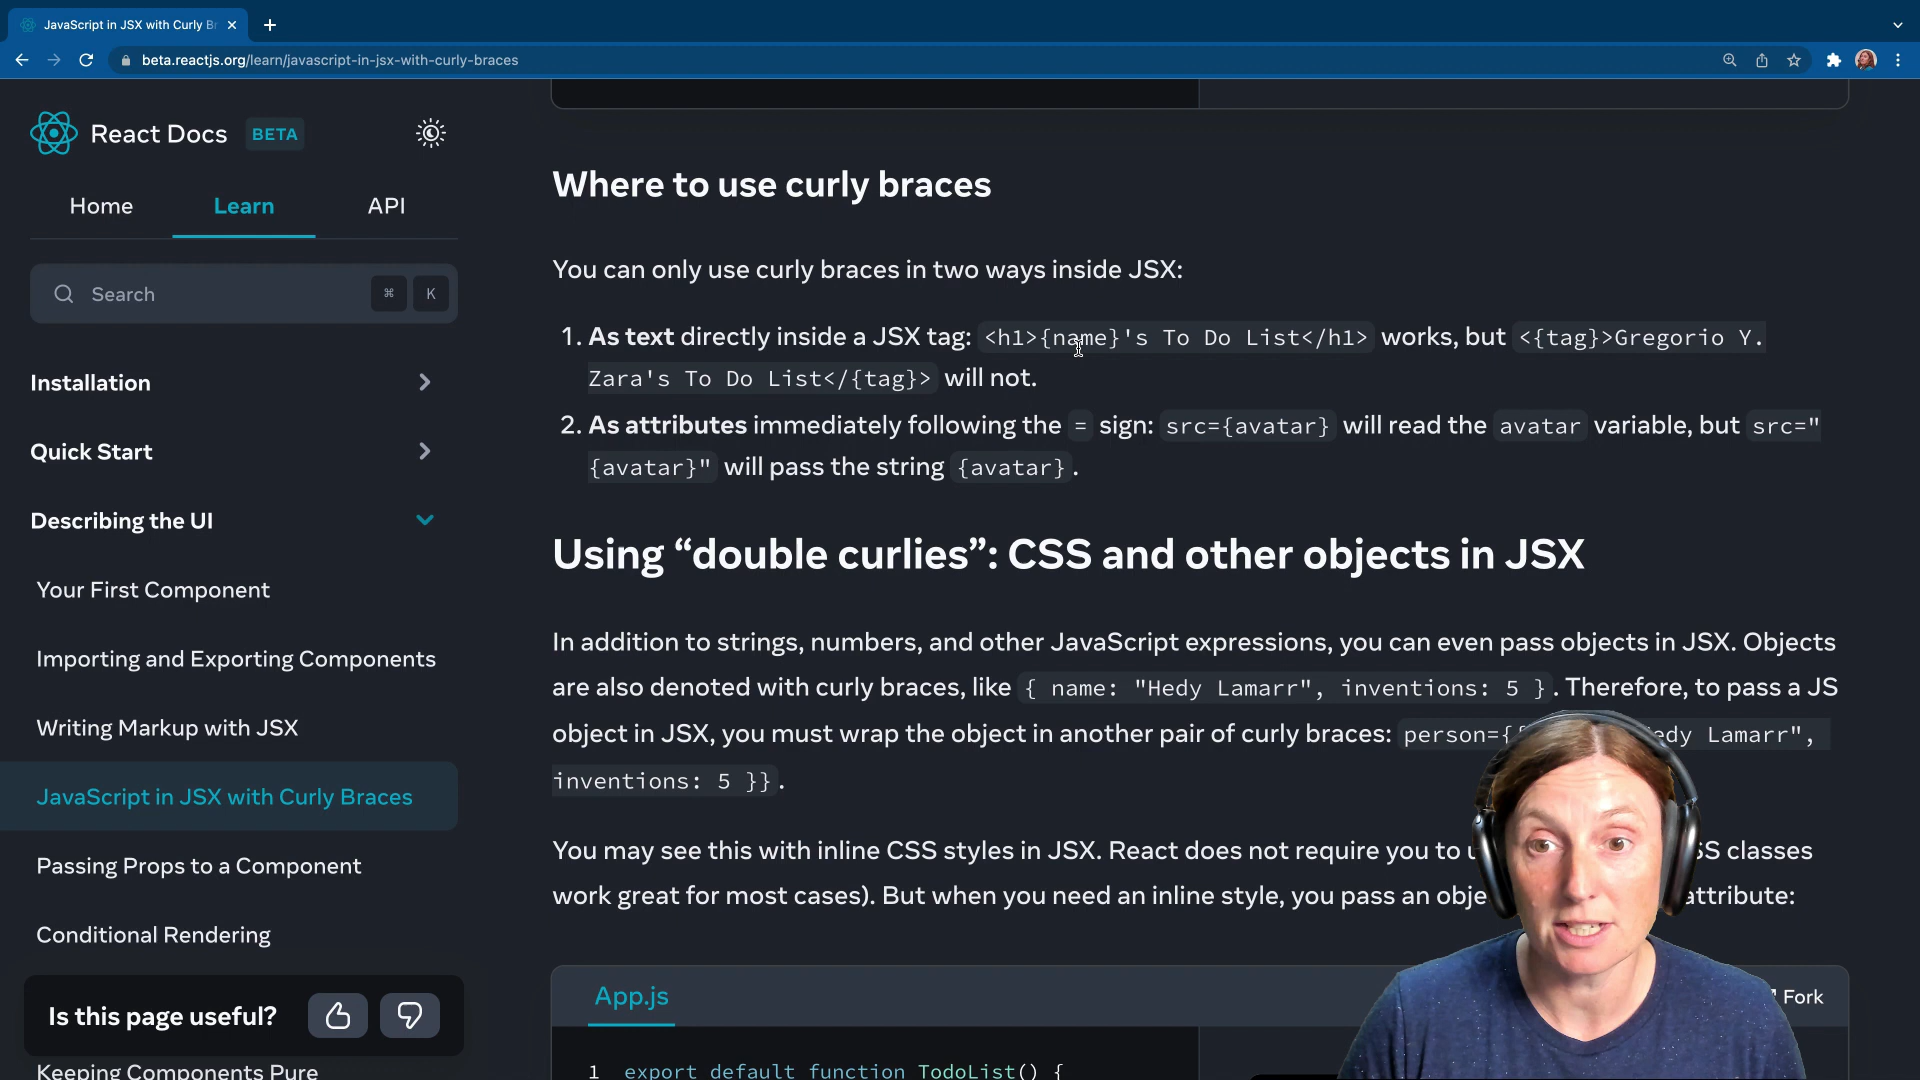 JavaScript in JSX with Curly Br
beta.reactjs.org/learn/javascript-in-jsx-with-curly-braces
React Docs BETA
Home Learn API
Search ⌘ K
Installation
Quick Start
Describing the UI
Your First Component
Importing and Exporting Components
Writing Markup with JSX
JavaScript in JSX with Curly Braces
Passing Props to a Component
Conditional Rendering
Is this page useful?
Keeping Components Pure
Where to use curly braces
You can only use curly braces in two ways inside JSX:
1. As text directly inside a JSX tag: <h1>{name}'s To Do List</h1> works, but <{tag}>Gregorio Y.
Zara's To Do List</{tag}> will not.
2. As attributes immediately following the = sign: src={avatar} will read the avatar variable, but src="
{avatar}" will pass the string {avatar}.
Using “double curlies”: CSS and other objects in JSX
In addition to strings, numbers, and other JavaScript expressions, you can even pass objects in JSX. Objects
are also denoted with curly braces, like { name: "Hedy Lamarr", inventions: 5 }. Therefore, to pass a JS
object in JSX, you must wrap the object in another pair of curly braces: person={ Lamarr",
inventions: 5 }}.
You may see this with inline CSS styles in JSX. React does not require you to classes
work great for most cases). But when you need an inline style, you pass an attribute:
App.js
Fork
1 export default function TodoList() {